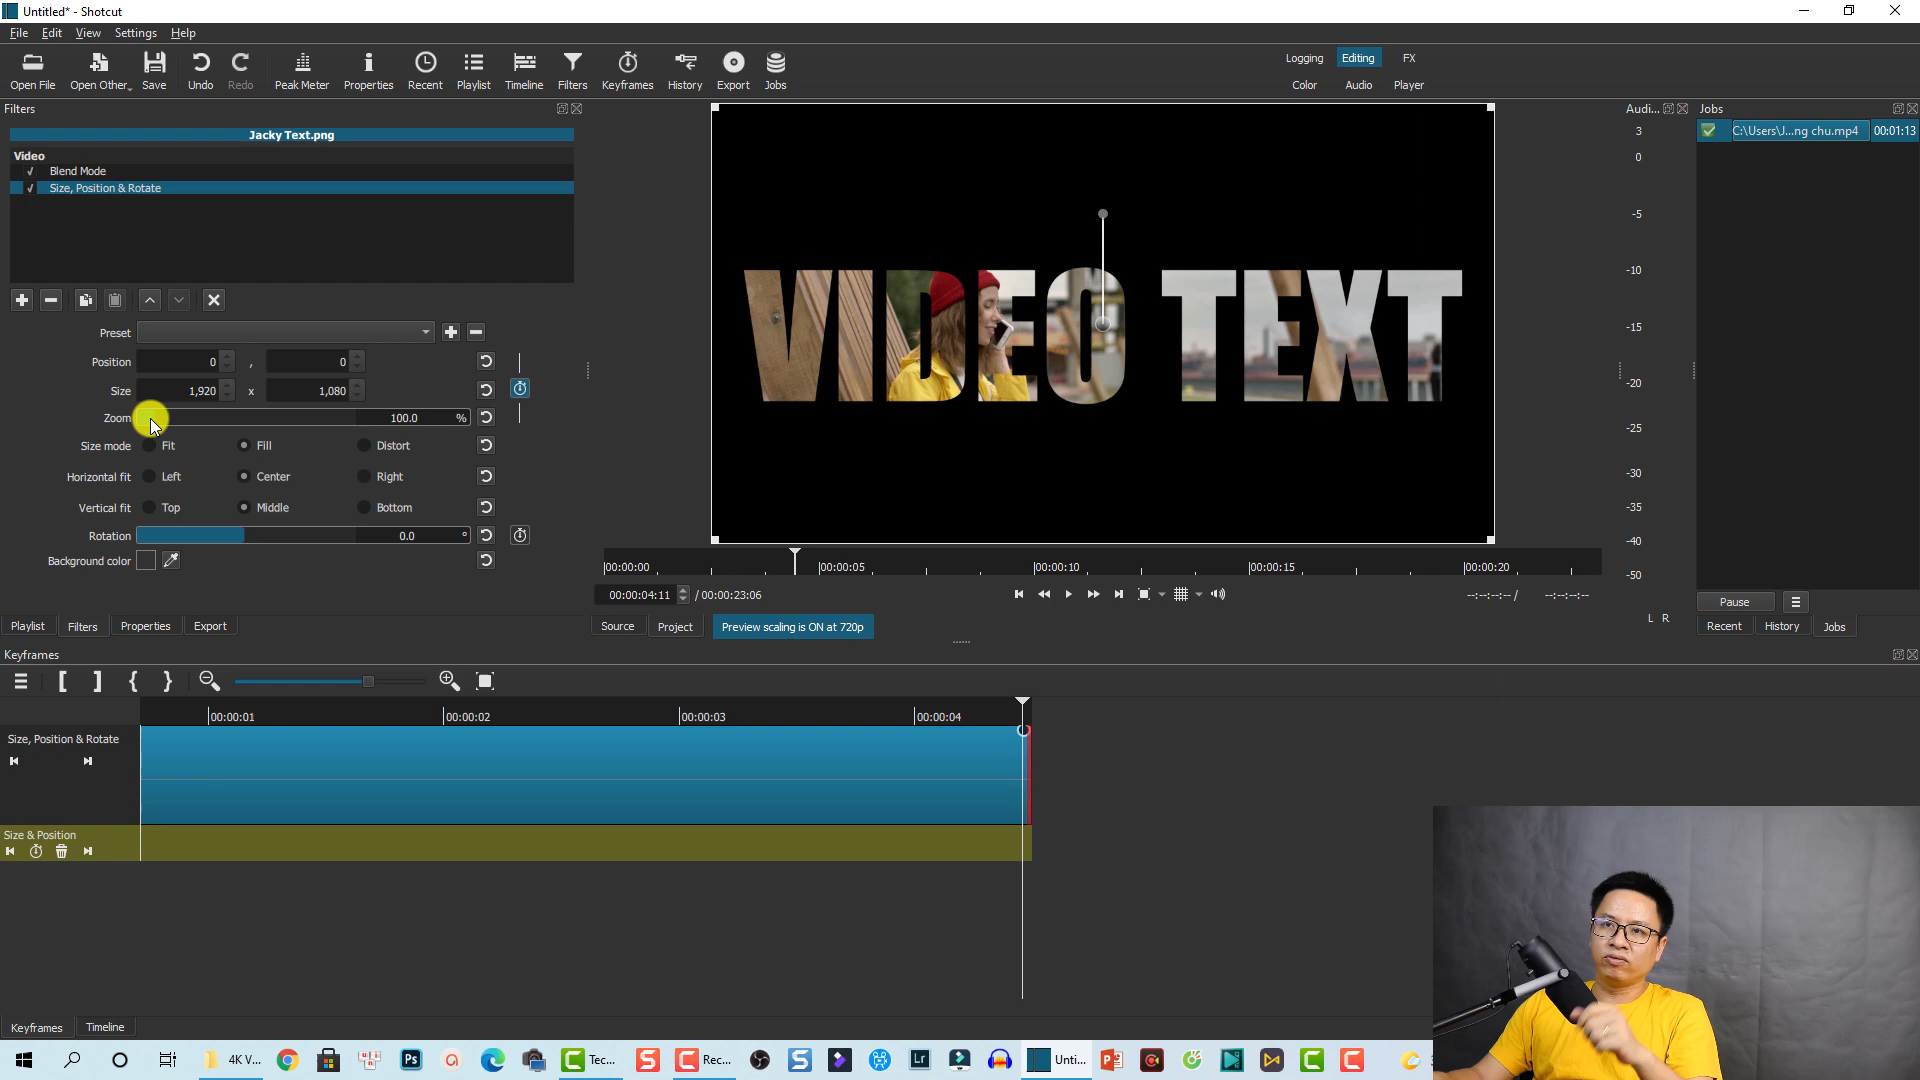 Untitled* - Shotcut
File Edit View Settings Help
Open File Open Other... Save Undo Redo Peak Meter Properties Recent Playlist Timeline Filters Keyframes History Export Jobs
Logging Editing FX
Color Audio Player
Filters
Jacky Text.png
Video
✓ Blend Mode
✓ Size, Position & Rotate
Preset
Position 0 , 0
Size 1,920 x 1,080
Zoom 100.0 %
Size mode Fit Fill Distort
Horizontal fit Left Center Right
Vertical fit Top Middle Bottom
Rotation 0.0 °
Background color
Playlist Filters Properties Export
VIDEO TEXT
00:00:00 00:00:05 00:00:10 00:00:15 00:00:20
00:00:04:11 / 00:00:23:06
--:--:--:-- / --:--:--:--
Source Project Preview scaling is ON at 720p
Audi...
3
0
-5
-10
-15
-20
-25
-30
-35
-40
-50
L R
Jobs
C:\Users\J...ng chu.mp4 00:01:13
Pause
Recent History Jobs
Keyframes
00:00:01 00:00:02 00:00:03 00:00:04
Size, Position & Rotate
Size & Position
Keyframes Timeline
4K V... Ps Tec... Rec... Lr Unti...